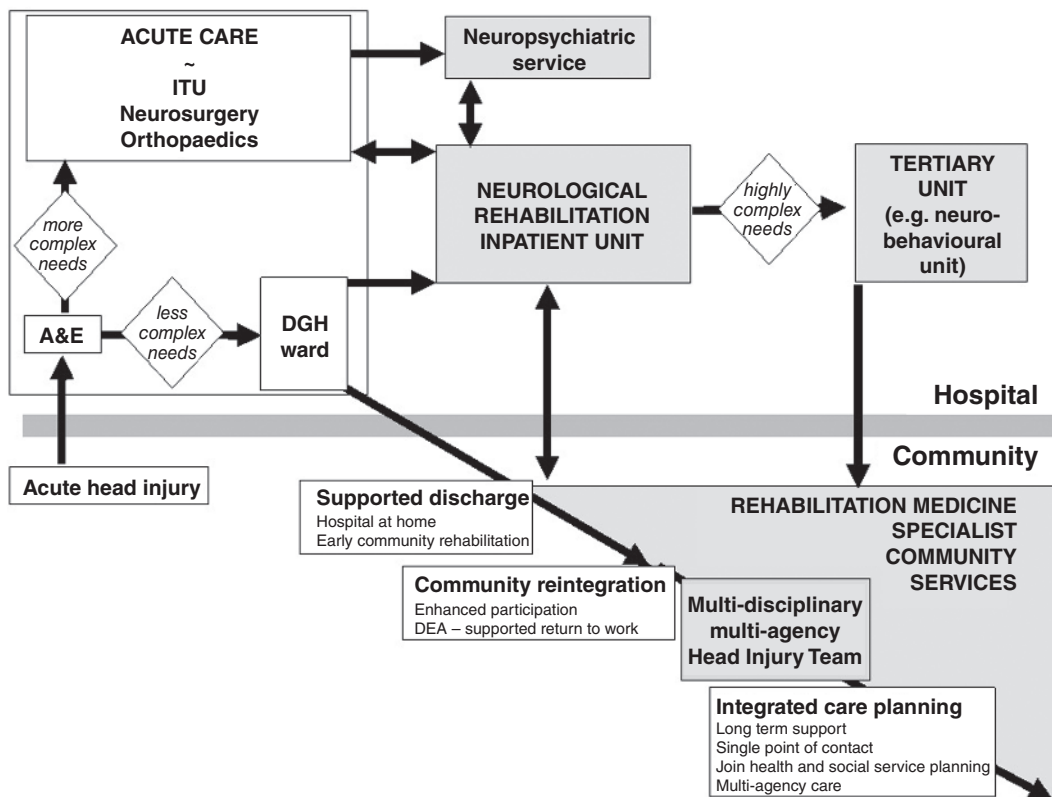 ACUTE CARE
~
ITU
Neurosurgery
Orthopaedics
Neuropsychiatric
service
NEUROLOGICAL
REHABILITATION
INPATIENT UNIT
highly
complex
needs
TERTIARY
UNIT
(e.g. neuro-
behavioural
unit)
more
complex
needs
A&E
less
complex
needs
DGH
ward
Hospital
Community
Acute head injury
Supported discharge
Hospital at home
Early community rehabilitation
REHABILITATION MEDICINE
SPECIALIST
COMMUNITY
SERVICES
Community reintegration
Enhanced participation
DEA – supported return to work
Multi-disciplinary
multi-agency
Head Injury Team
Integrated care planning
Long term support
Single point of contact
Join health and social service planning
Multi-agency care